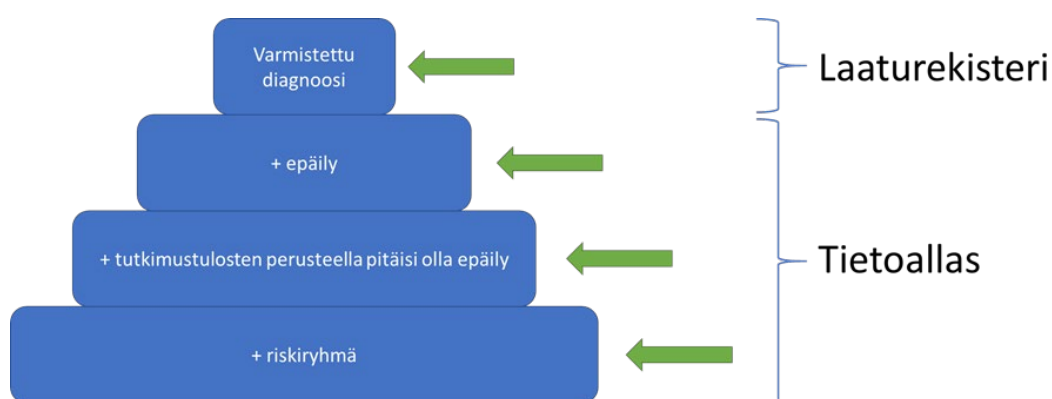 Varmistettu
diagnoosi
Laaturekisteri
+ epäily
+ tutkimustulosten perusteella pitäisi olla epäily
Tietoallas
+ riskiryhmä